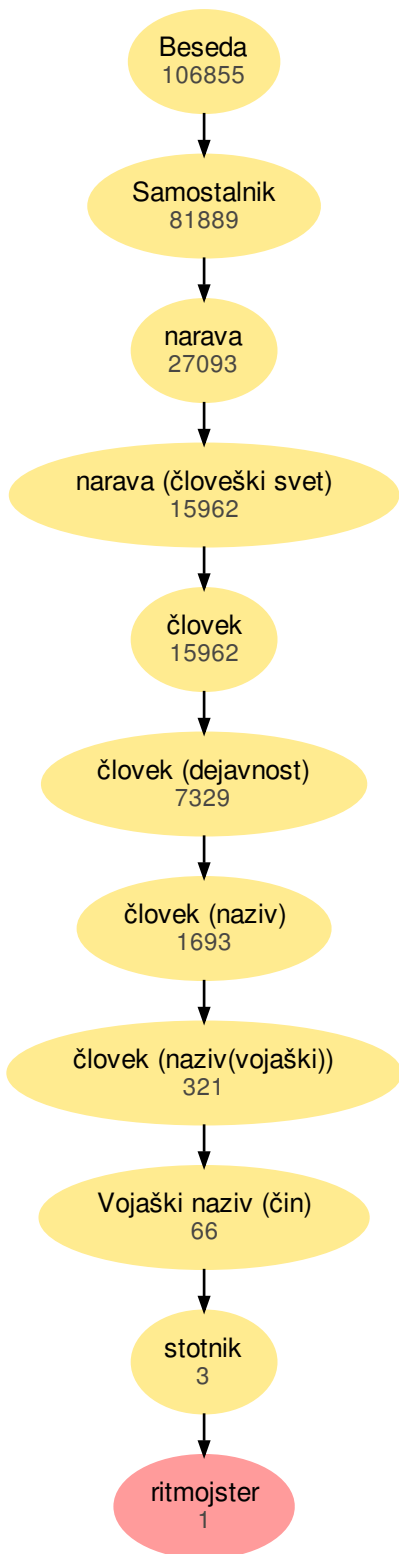 Beseda
106855
Samostalnik
81889
narava
27093
narava (človeški svet)
15962
človek
15962
človek (dejavnost)
7329
človek (naziv)
1693
človek (naziv(vojaški))
321
Vojaški naziv (čin)
66
stotnik
3
ritmojster
1